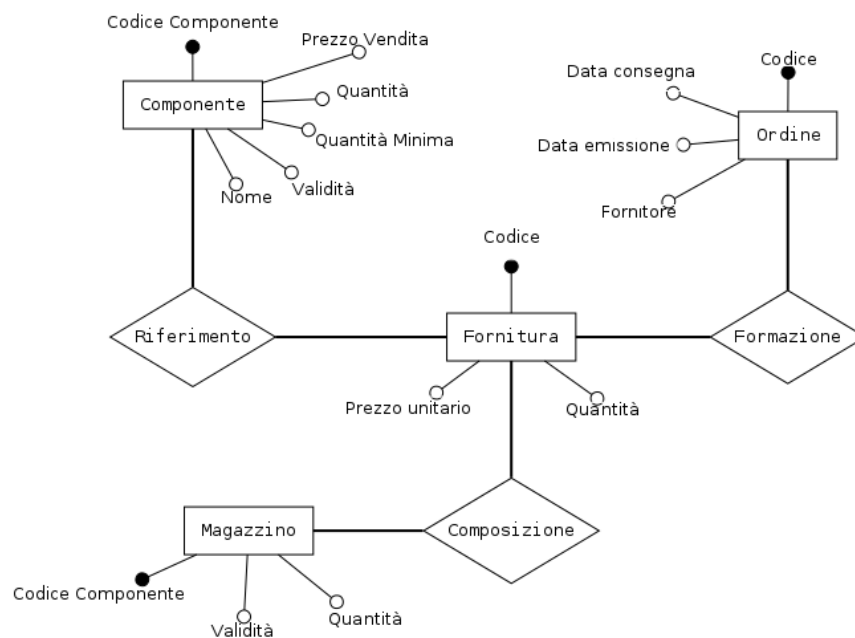 Codice Componente
Prezzo Vendita
Componente
Quantità
Quantità Minima
Validità
Nome
Codice
Data consegna
Ordine
Data emissione
Fornitore
Codice
Riferimento
Fornitura
Formazione
Prezzo unitario
Quantità
Magazzino
Composizione
Codice Componente
Validità
Quantità